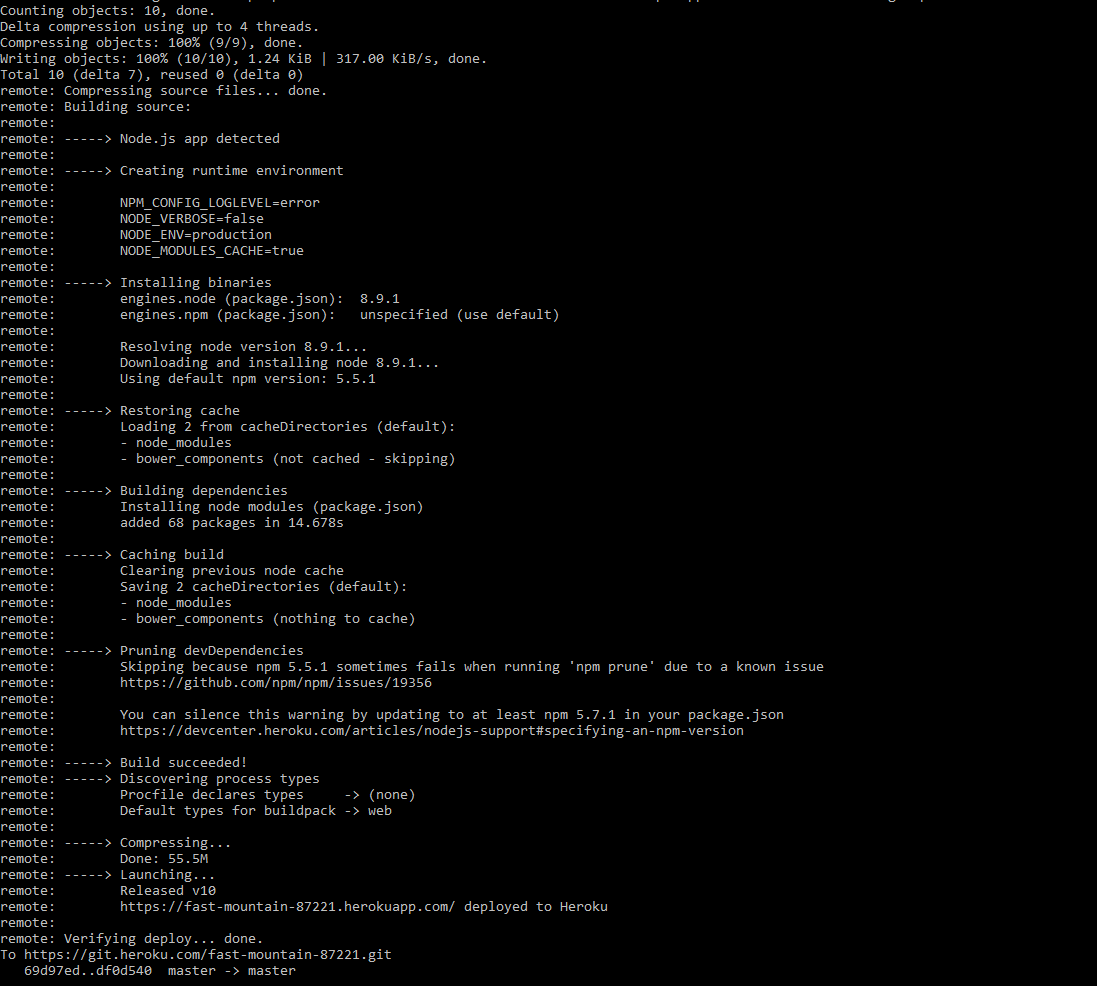 Counting objects: 10, done.
Delta compression using up to 4 threads.
Compressing objects: 100% (9/9), done.
Writing objects: 100% (10/10), 1.24 KiB | 317.00 KiB/s, done.
Total 10 (delta 7), reused 0 (delta 0)
remote: Compressing source files... done.
remote: Building source:
remote:
remote: -----> Node.js app detected
remote:
remote: -----> Creating runtime environment
remote:
remote:        NPM_CONFIG_LOGLEVEL=error
remote:        NODE_VERBOSE=false
remote:        NODE_ENV=production
remote:        NODE_MODULES_CACHE=true
remote:
remote: -----> Installing binaries
remote:        engines.node (package.json):  8.9.1
remote:        engines.npm (package.json):   unspecified (use default)
remote:
remote:        Resolving node version 8.9.1...
remote:        Downloading and installing node 8.9.1...
remote:        Using default npm version: 5.5.1
remote:
remote: -----> Restoring cache
remote:        Loading 2 from cacheDirectories (default):
remote:        - node_modules
remote:        - bower_components (not cached - skipping)
remote:
remote: -----> Building dependencies
remote:        Installing node modules (package.json)
remote:        added 68 packages in 14.678s
remote:
remote: -----> Caching build
remote:        Clearing previous node cache
remote:        Saving 2 cacheDirectories (default):
remote:        - node_modules
remote:        - bower_components (nothing to cache)
remote:
remote: -----> Pruning devDependencies
remote:        Skipping because npm 5.5.1 sometimes fails when running 'npm prune' due to a known issue
remote:        https://github.com/npm/npm/issues/19356
remote:
remote:        You can silence this warning by updating to at least npm 5.7.1 in your package.json
remote:        https://devcenter.heroku.com/articles/nodejs-support#specifying-an-npm-version
remote:
remote: -----> Build succeeded!
remote: -----> Discovering process types
remote:        Procfile declares types     -> (none)
remote:        Default types for buildpack -> web
remote:
remote: -----> Compressing...
remote:        Done: 55.5M
remote: -----> Launching...
remote:        Released v10
remote:        https://fast-mountain-87221.herokuapp.com/ deployed to Heroku
remote:
remote: Verifying deploy... done.
To https://git.heroku.com/fast-mountain-87221.git
   69d97ed..df0d540  master -> master